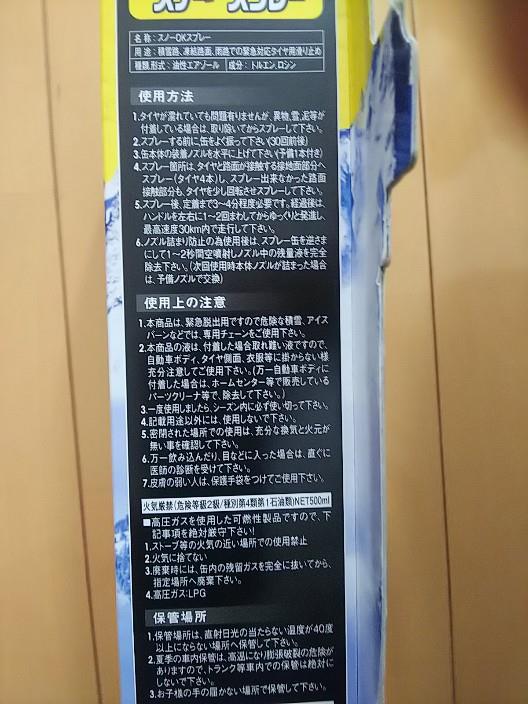 スノー スプレー
名称：スノーOKスプレー
用途：積雪路、凍結路面、雨路での緊急対応タイヤ用滑り止め
種類,形式：油性エアゾール 成分：トルエン,ロジン
使用方法
1.タイヤが濡れていても問題有りませんが、異物,雪,泥等が
付着している場合は、取り除いてからスプレーして下さい。
2.スプレーする前に,缶をよく振って下さい(30回前後)
3.缶本体の装着ノズルを水平に上げて下さい(予備1本付き)
4.スプレー箇所は、タイヤと路面が接触する接地面部分へ
スプレー(タイヤ4本)し、スプレー出来なかった路面
接触部分も、タイヤを少し回転させスプレーして下さい。
5.スプレー後、定着まで3〜4分程度必要です。経過後は、
ハンドルを左右に1〜2回まわしてからゆっくりと発進し、
最高速度30km内で走行して下さい。
6.ノズル詰まり防止の為使用後は、スプレー缶を逆さま
にして1〜2秒間空噴射しノズル中の残量液を完全
除去下さい。(次回使用時本体ノズルが詰まった場合
は、予備ノズルで交換)
使用上の注意
1.本商品は、緊急脱出用ですので危険な積雪、アイス
バーンなどでは、専用チェーンをご使用下さい。
2.本商品の液は、付着した場合取れ難い液ですので、
自動車ボディ、タイヤ側面、衣服等に掛からない様
充分注意してご使用下さい。(万一自動車ボディに
付着した場合は、ホームセンター等で販売している
パーツクリーナ等で、除去して下さい。)
3.一度使用しましたら、シーズン内に必ず使い切って下さい。
4.記載用途以外には、使用しないで下さい。
5.密閉された場所での使用は、充分な換気と火元が
無い事を確認して下さい。
6.万一飲み込んだり、目などに入った場合は、直ぐに
医師の診断を受けて下さい。
7.皮膚の弱い人は、保護手袋をつけてご使用下さい。
火気厳禁(危険等級2級/種別第4類第1石油類)NET500ml
■高圧ガスを使用した可燃性製品ですので、下
記事項を絶対厳守下さい!
1.ストーブ等の火気の近い場所での使用禁止
2.火気に捨てない
3.廃棄時には、缶内の残留ガスを完全に抜いてから、
指定場所へ廃棄下さい。
4.高圧ガス:LPG
保管場所
1.保管場所は、直射日光の当たらない温度が40度
以上にならない場所へ保管して下さい。
2.夏季の車内保管は、高温になり膨張破裂の危険が
ありますので、トランク等車内での保管は絶対に
しないで下さい。
3.お子様の手の届かない場所で保管して下さい。